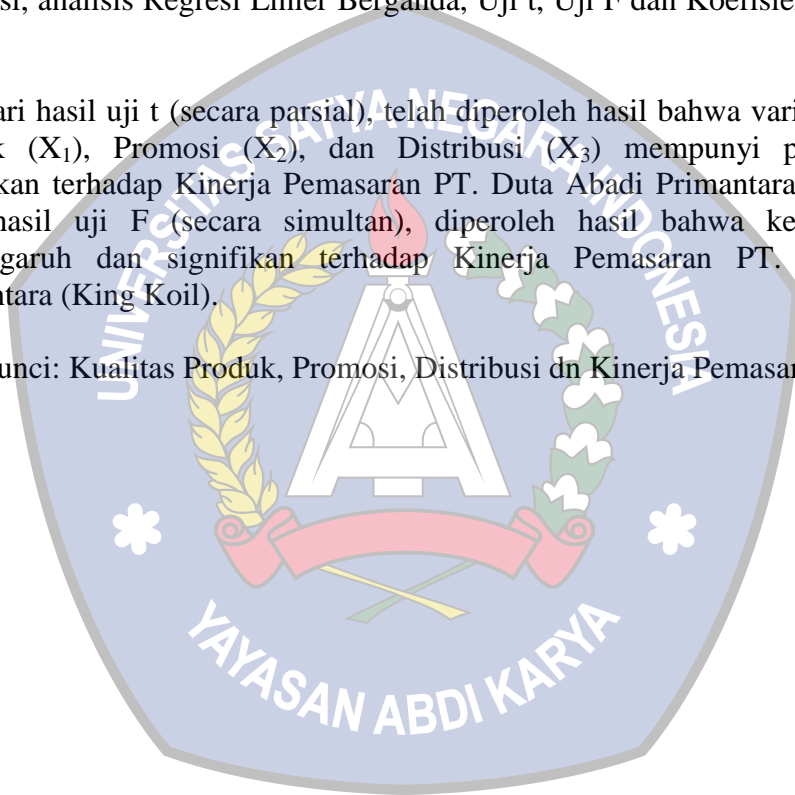 si, analisis Regresi Linier Berganda, Uji t, Uji F dan Koefisie
ari hasil uji t (secara parsial), telah diperoleh hasil bahwa vari
k (X₁), Promosi (X₂), dan Distribusi (X₃) mempunyi p
kan terhadap Kinerja Pemasaran PT. Duta Abadi Primantara
hasil uji F (secara simultan), diperoleh hasil bahwa ke
garuh dan signifikan terhadap Kinerja Pemasaran PT.
ntara (King Koil).
unci: Kualitas Produk, Promosi, Distribusi dn Kinerja Pemasar
UNIVERSITAS SATYA NEGARA INDONESIA
YAYASAN ABDI KARYA